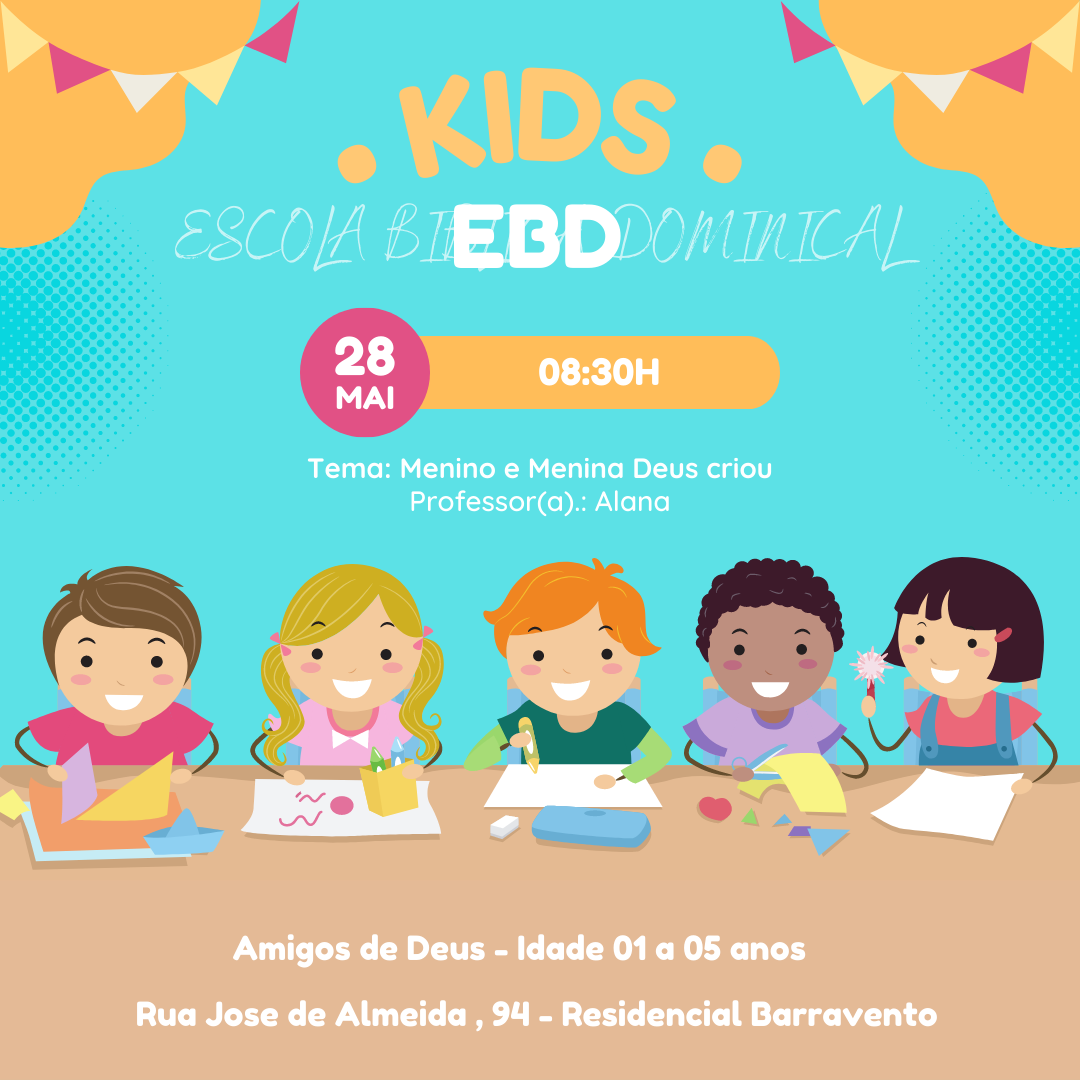 . KIDS .
ESCOLA BIBLICA DOMINICAL
EBD
28
MAI
08:30H
Tema: Menino e Menina Deus criou
Professor(a).: Alana
Amigos de Deus - Idade 01 a 05 anos
Rua Jose de Almeida , 94 - Residencial Barravento